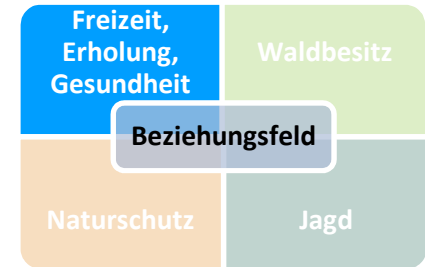 Freizeit,
Erholung,
Gesundheit
Waldbesitz
Beziehungsfeld
Naturschutz
Jagd